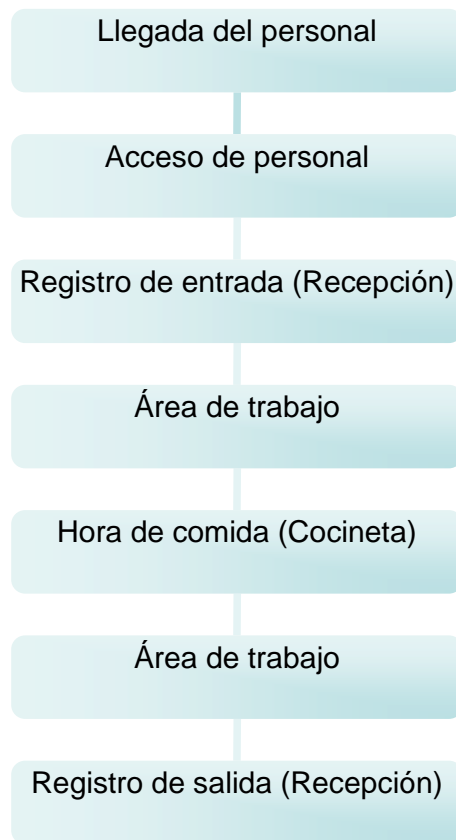 Llegada del personal
Acceso de personal
Registro de entrada (Recepción)
Área de trabajo
Hora de comida (Cocineta)
Área de trabajo
Registro de salida (Recepción)